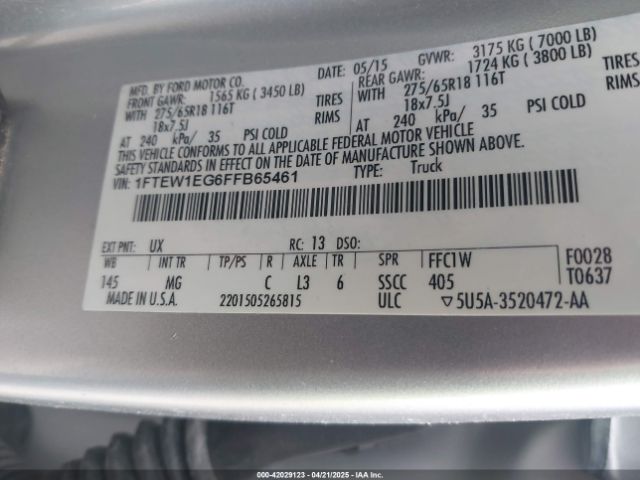 MFD. BY FORD MOTOR CO.
DATE: 05/15 GVWR: 3175 KG ( 7000 LB)
FRONT GAWR: 1565 KG ( 3450 LB) REAR GAWR: 1724 KG ( 3800 LB)
WITH 275/65R18 116T TIRES WITH 275/65R18 116T TIRES
18x7.5J RIMS 18x7.5J RIMS
AT 240 kPa/ 35 PSI COLD AT 240 kPa/ 35 PSI COLD
THIS VEHICLE CONFORMS TO ALL APPLICABLE FEDERAL MOTOR VEHICLE
SAFETY STANDARDS IN EFFECT ON THE DATE OF MANUFACTURE SHOWN ABOVE.
VIN: 1FTEW1EG6FFB65461 TYPE: Truck
EXT PNT: UX RC: 13 DSO:
WB INT TR TP/PS R AXLE TR SPR FFC1W F0028
145 MG C L3 6 SSCC 405 T0637
MADE IN U.S.A. 2201505265815 ULC ▽5U5A-3520472-AA
000-42029123 - 04/21/2025 - IAAI.COM